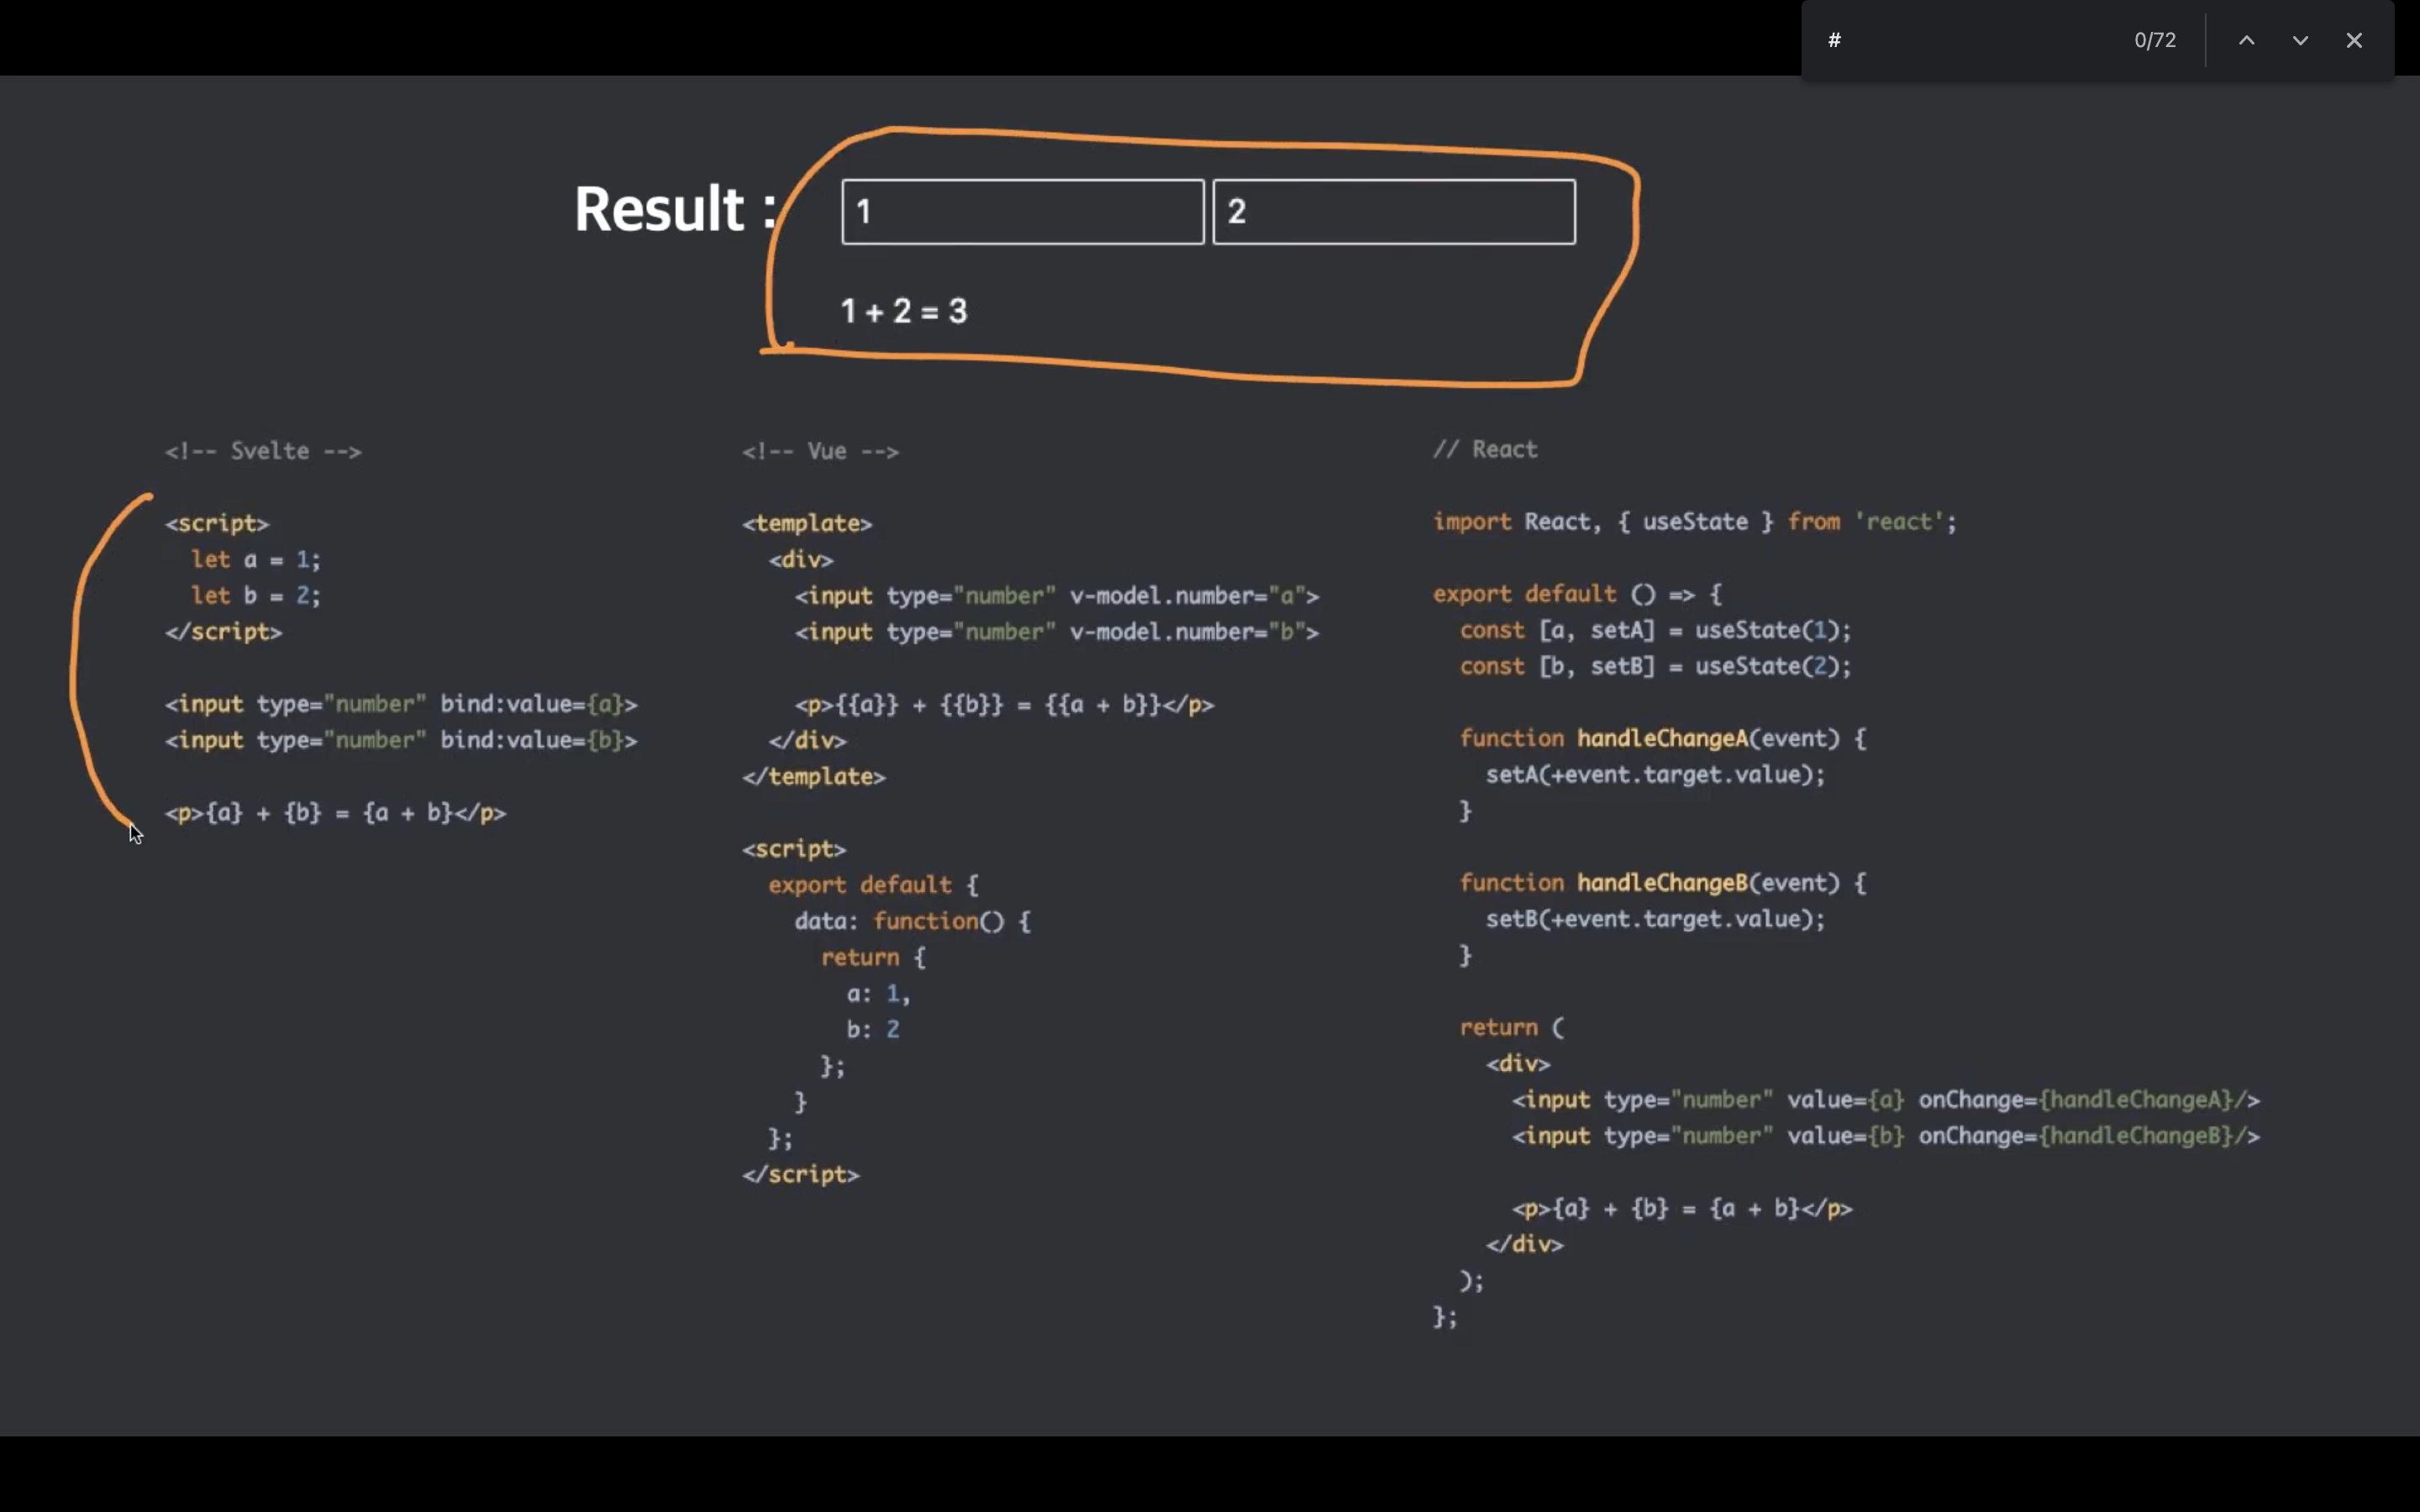 # 0/72
Result : 1 2
1 + 2 = 3
<!-- Svelte -->
<script>
  let a = 1;
  let b = 2;
</script>
<input type="number" bind:value={a}>
<input type="number" bind:value={b}>
<p>{a} + {b} = {a + b}</p>
<!-- Vue -->
<template>
  <div>
    <input type="number" v-model.number="a">
    <input type="number" v-model.number="b">
    <p>{{a}} + {{b}} = {{a + b}}</p>
  </div>
</template>
<script>
  export default {
    data: function() {
      return {
        a: 1,
        b: 2
      };
    }
  };
</script>
// React
import React, { useState } from 'react';
export default () => {
  const [a, setA] = useState(1);
  const [b, setB] = useState(2);
  function handleChangeA(event) {
    setA(+event.target.value);
  }
  function handleChangeB(event) {
    setB(+event.target.value);
  }
  return (
    <div>
      <input type="number" value={a} onChange={handleChangeA}/>
      <input type="number" value={b} onChange={handleChangeB}/>
      <p>{a} + {b} = {a + b}</p>
    </div>
  );
};